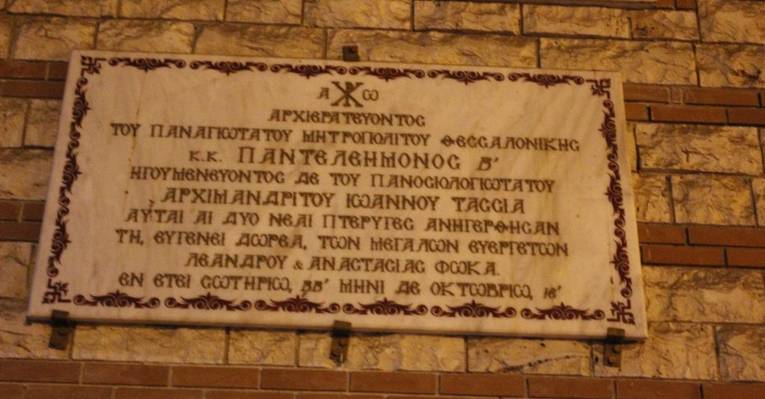 Α ☧ Ω
ΑΡΧΙΕΡΑΤΕΥΟΝΤΟΣ
ΤΟΥ ΠΑΝΑΓΙΩΤΑΤΟΥ ΜΗΤΡΟΠΟΛΙΤΟΥ ΘΕΣΣΑΛΟΝΙΚΗΣ
Κ.Κ. ΠΑΝΤΕΛΕΗΜΟΝΟΣ Β'
ΗΓΟΥΜΕΝΕΥΟΝΤΟΣ ΔΕ ΤΟΥ ΠΑΝΟΣΙΟΛΟΓΙΩΤΑΤΟΥ
ΑΡΧΙΜΑΝΔΡΙΤΟΥ ΙΩΑΝΝΟΥ ΤΑΣΣΙΑ
ΑΥΤΑΙ ΑΙ ΔΥΟ ΝΕΑΙ ΠΤΕΡΥΓΕΣ ΑΝΗΓΕΡΘΗΣΑΝ
ΤΗ, ΕΥΓΕΝΕΙ ΔΩΡΕΑ, ΤΩΝ ΜΕΓΑΛΩΝ ΕΥΕΡΓΕΤΩΝ
ΛΕΑΝΔΡΟΥ & ΑΝΑΣΤΑΣΙΑΣ ΦΩΚΑ.
ΕΝ ΕΤΕΙ ΣΩΤΗΡΙΩ, ΒΒ' ΜΗΝΙ ΔΕ ΟΚΤΩΒΡΙΩ, ΙϚ'